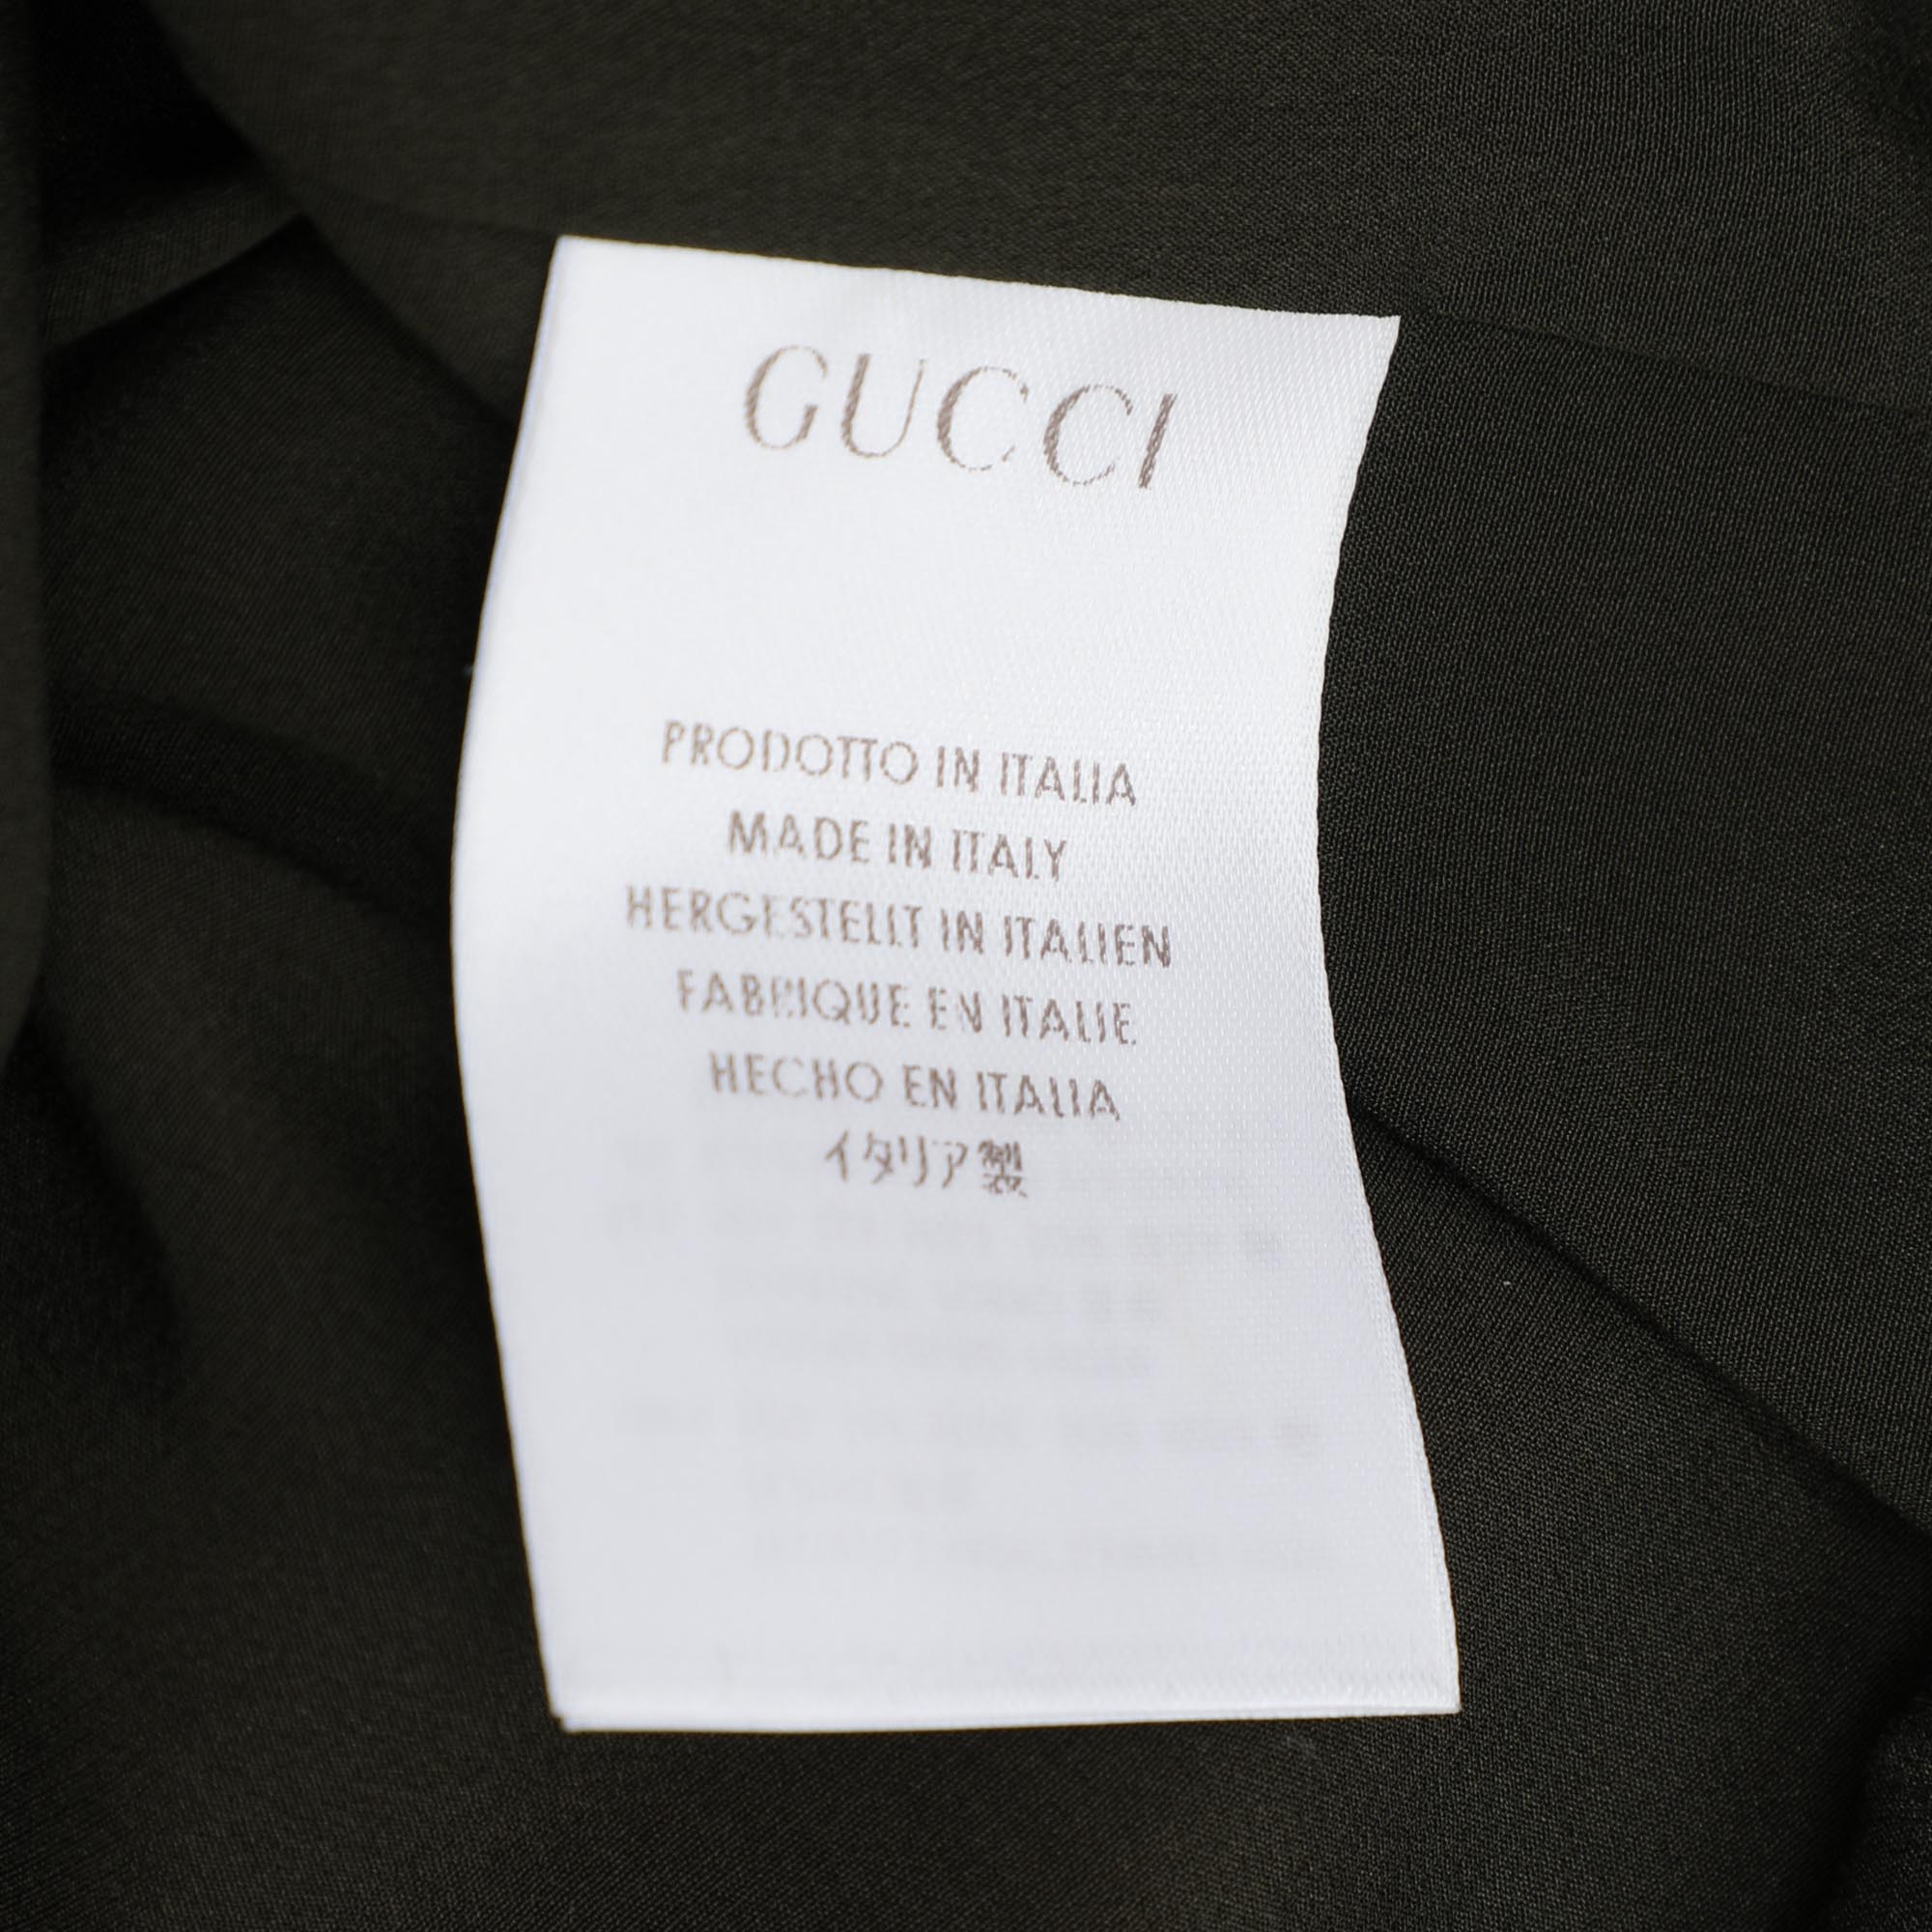 GUCCI
PRODOTTO IN ITALIA
MADE IN ITALY
HERGESTELLT IN ITALIEN
FABRIQUE EN ITALIE
HECHO EN ITALIA
イタリア製